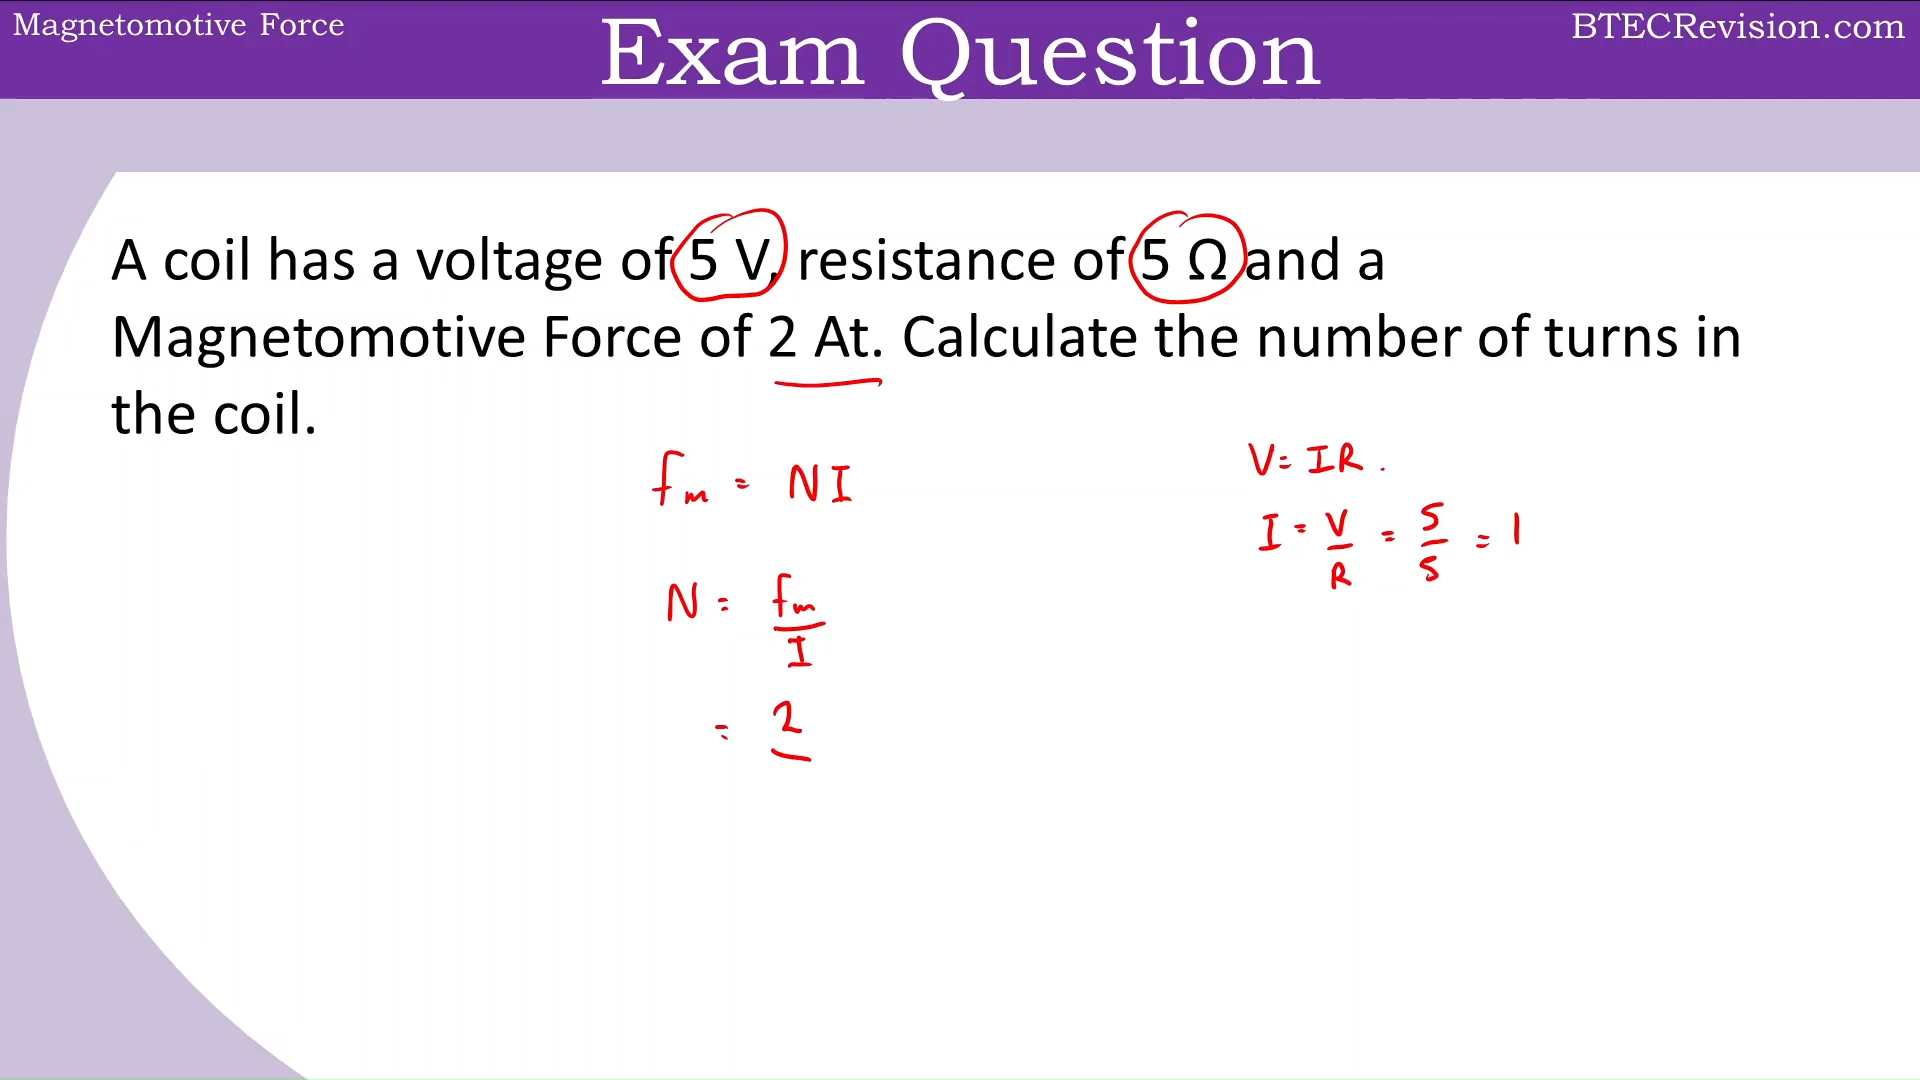 Magnetomotive Force
Exam Question
BTECRevision.com
A coil has a voltage of 5 V, resistance of 5 Ω and a
Magnetomotive Force of 2 At. Calculate the number of turns in
the coil.
fm = NI
N = fm/I
= 2/
V = IR.
I = V/R = 5/5 = 1